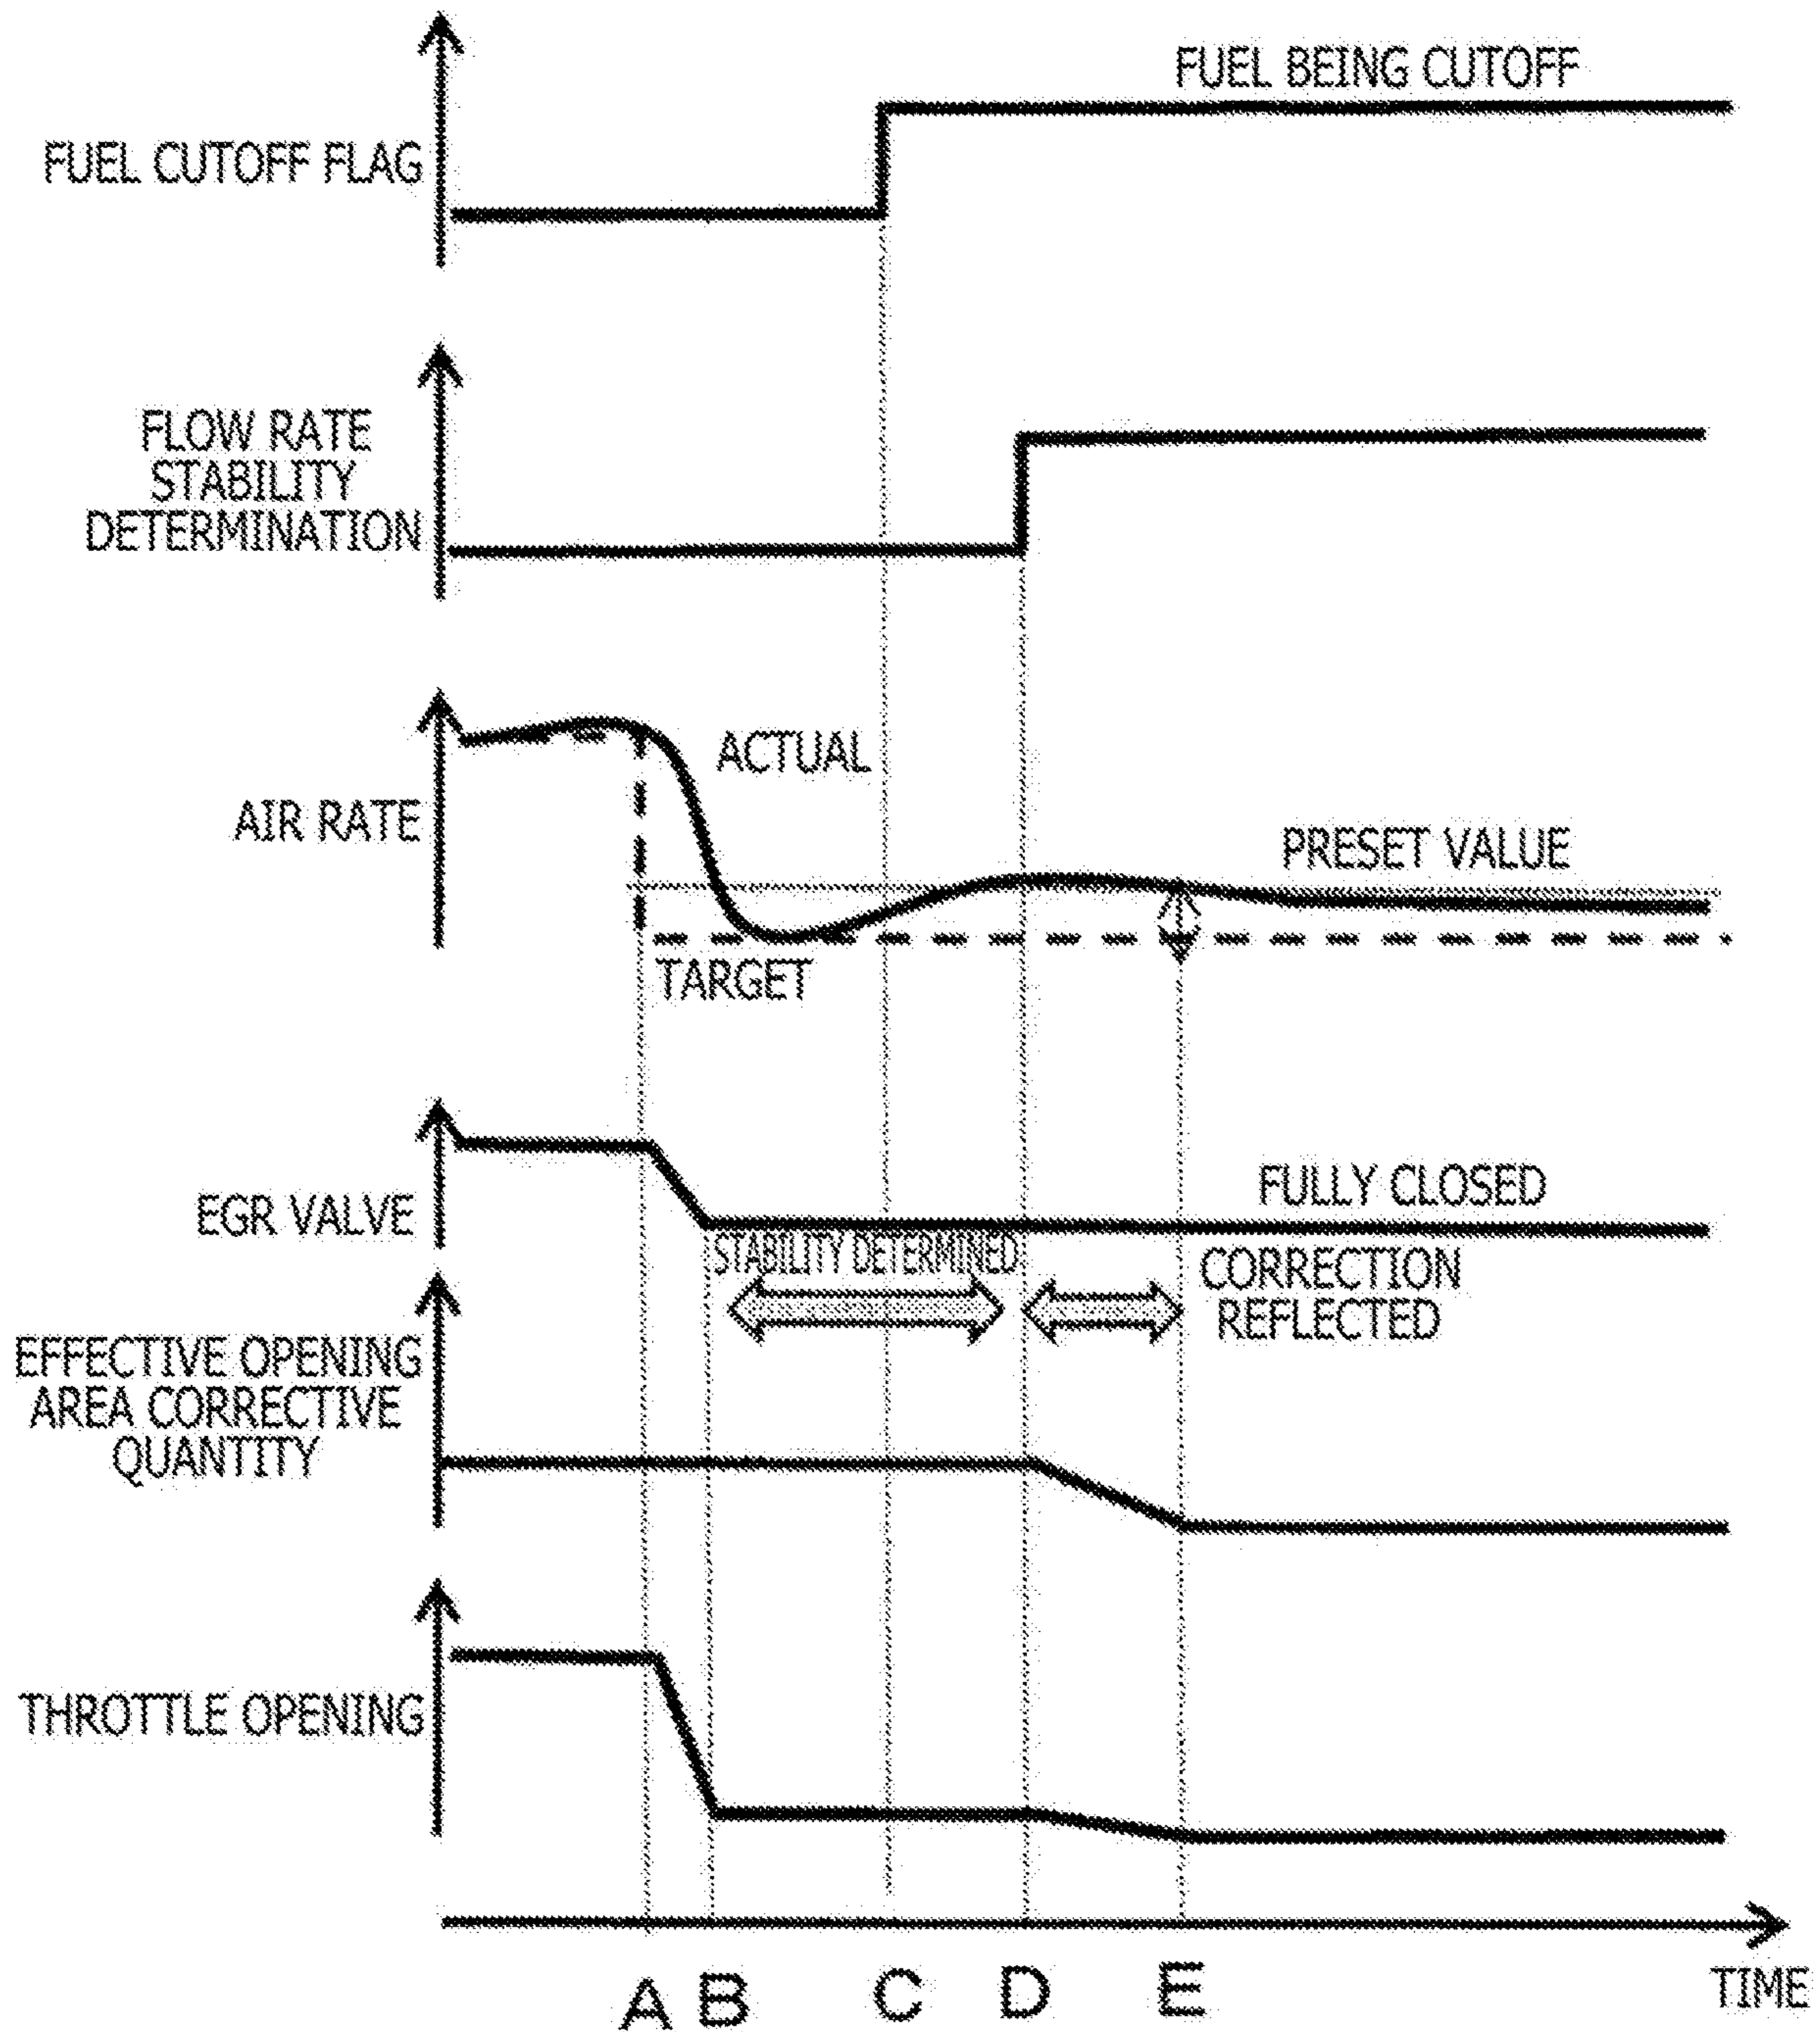 FUEL BEING CUTOFF
FUEL CUTOFF FLAG
FLOW RATE
STABILITY
DETERMINATION
ACTUAL
AIR RATE
PRESET VALUE
TARGET
EGR VALVE
FULLY CLOSED
STABILITY DETERMINED
CORRECTION
REFLECTED
EFFECTIVE OPENING
AREA CORRECTIVE
QUANTITY
THROTTLE OPENING
A B C D E
TIME